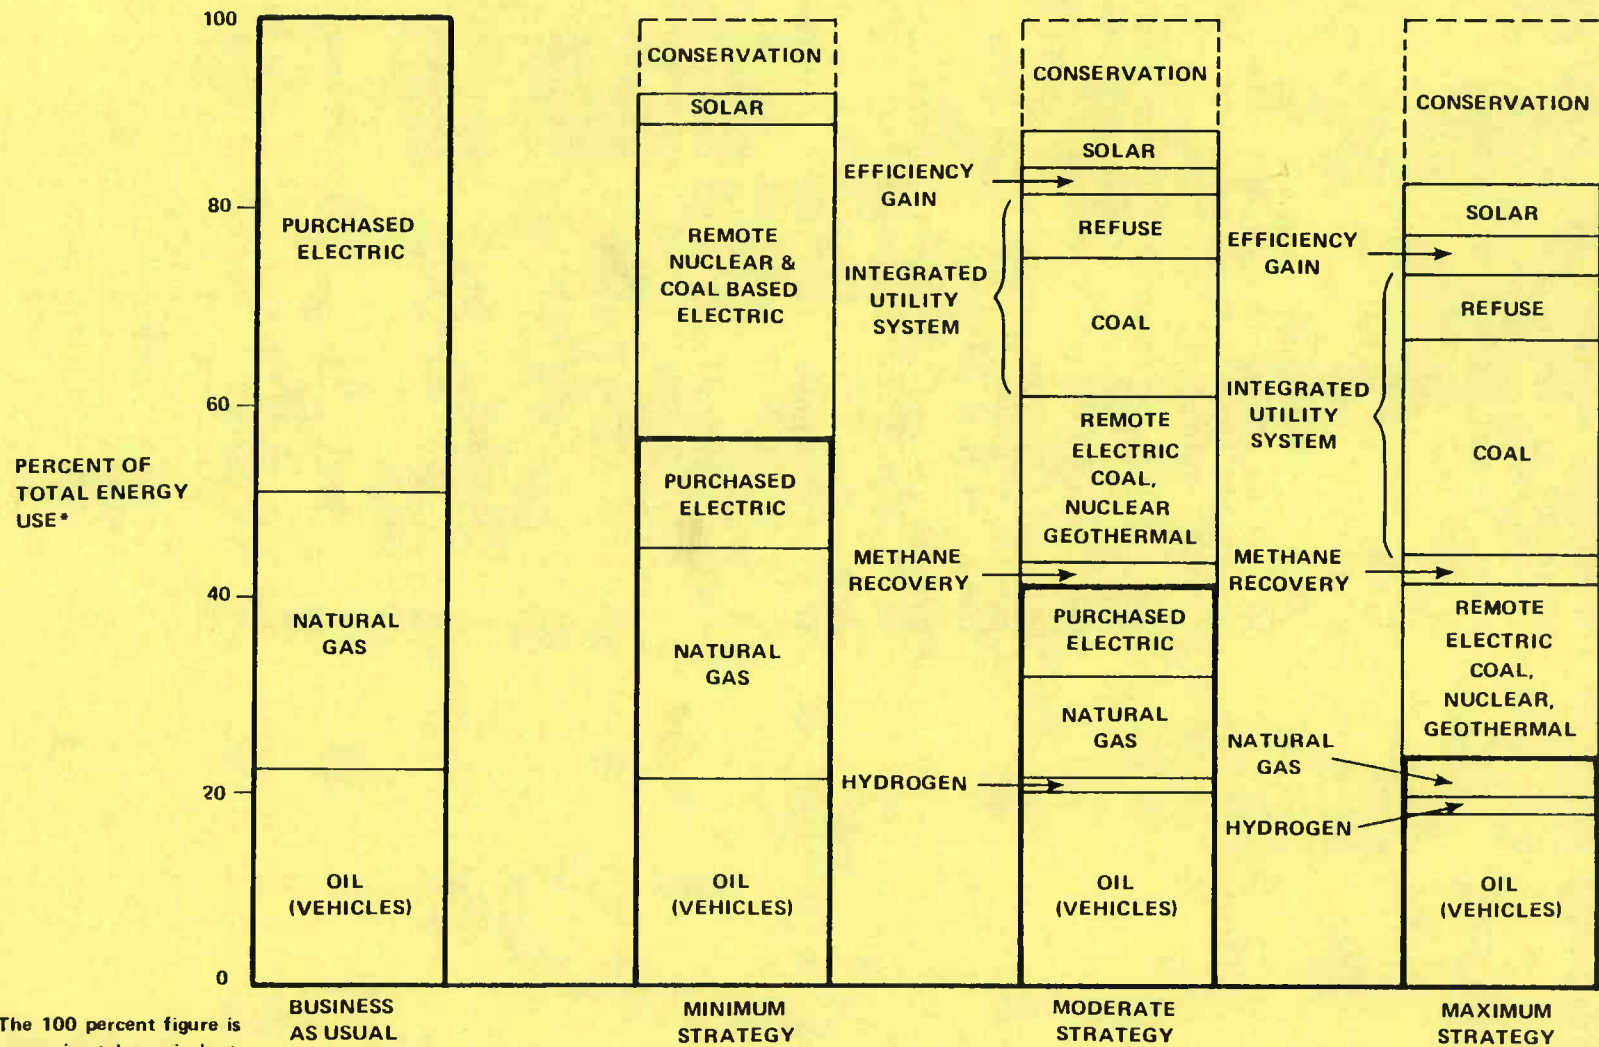 100
80
60
40
20
0
PERCENT OF
TOTAL ENERGY
USE*
PURCHASED
ELECTRIC
NATURAL
GAS
OIL
(VEHICLES)
BUSINESS
AS USUAL
CONSERVATION
SOLAR
REMOTE
NUCLEAR &
COAL BASED
ELECTRIC
PURCHASED
ELECTRIC
NATURAL
GAS
OIL
(VEHICLES)
MINIMUM
STRATEGY
EFFICIENCY
GAIN
INTEGRATED
UTILITY
SYSTEM
METHANE
RECOVERY
HYDROGEN
CONSERVATION
SOLAR
REFUSE
COAL
REMOTE
ELECTRIC
COAL,
NUCLEAR
GEOTHERMAL
PURCHASED
ELECTRIC
NATURAL
GAS
OIL
(VEHICLES)
MODERATE
STRATEGY
EFFICIENCY
GAIN
INTEGRATED
UTILITY
SYSTEM
METHANE
RECOVERY
NATURAL
GAS
HYDROGEN
CONSERVATION
SOLAR
REFUSE
COAL
REMOTE
ELECTRIC
COAL,
NUCLEAR,
GEOTHERMAL
OIL
(VEHICLES)
MAXIMUM
STRATEGY
The 100 percent figure is